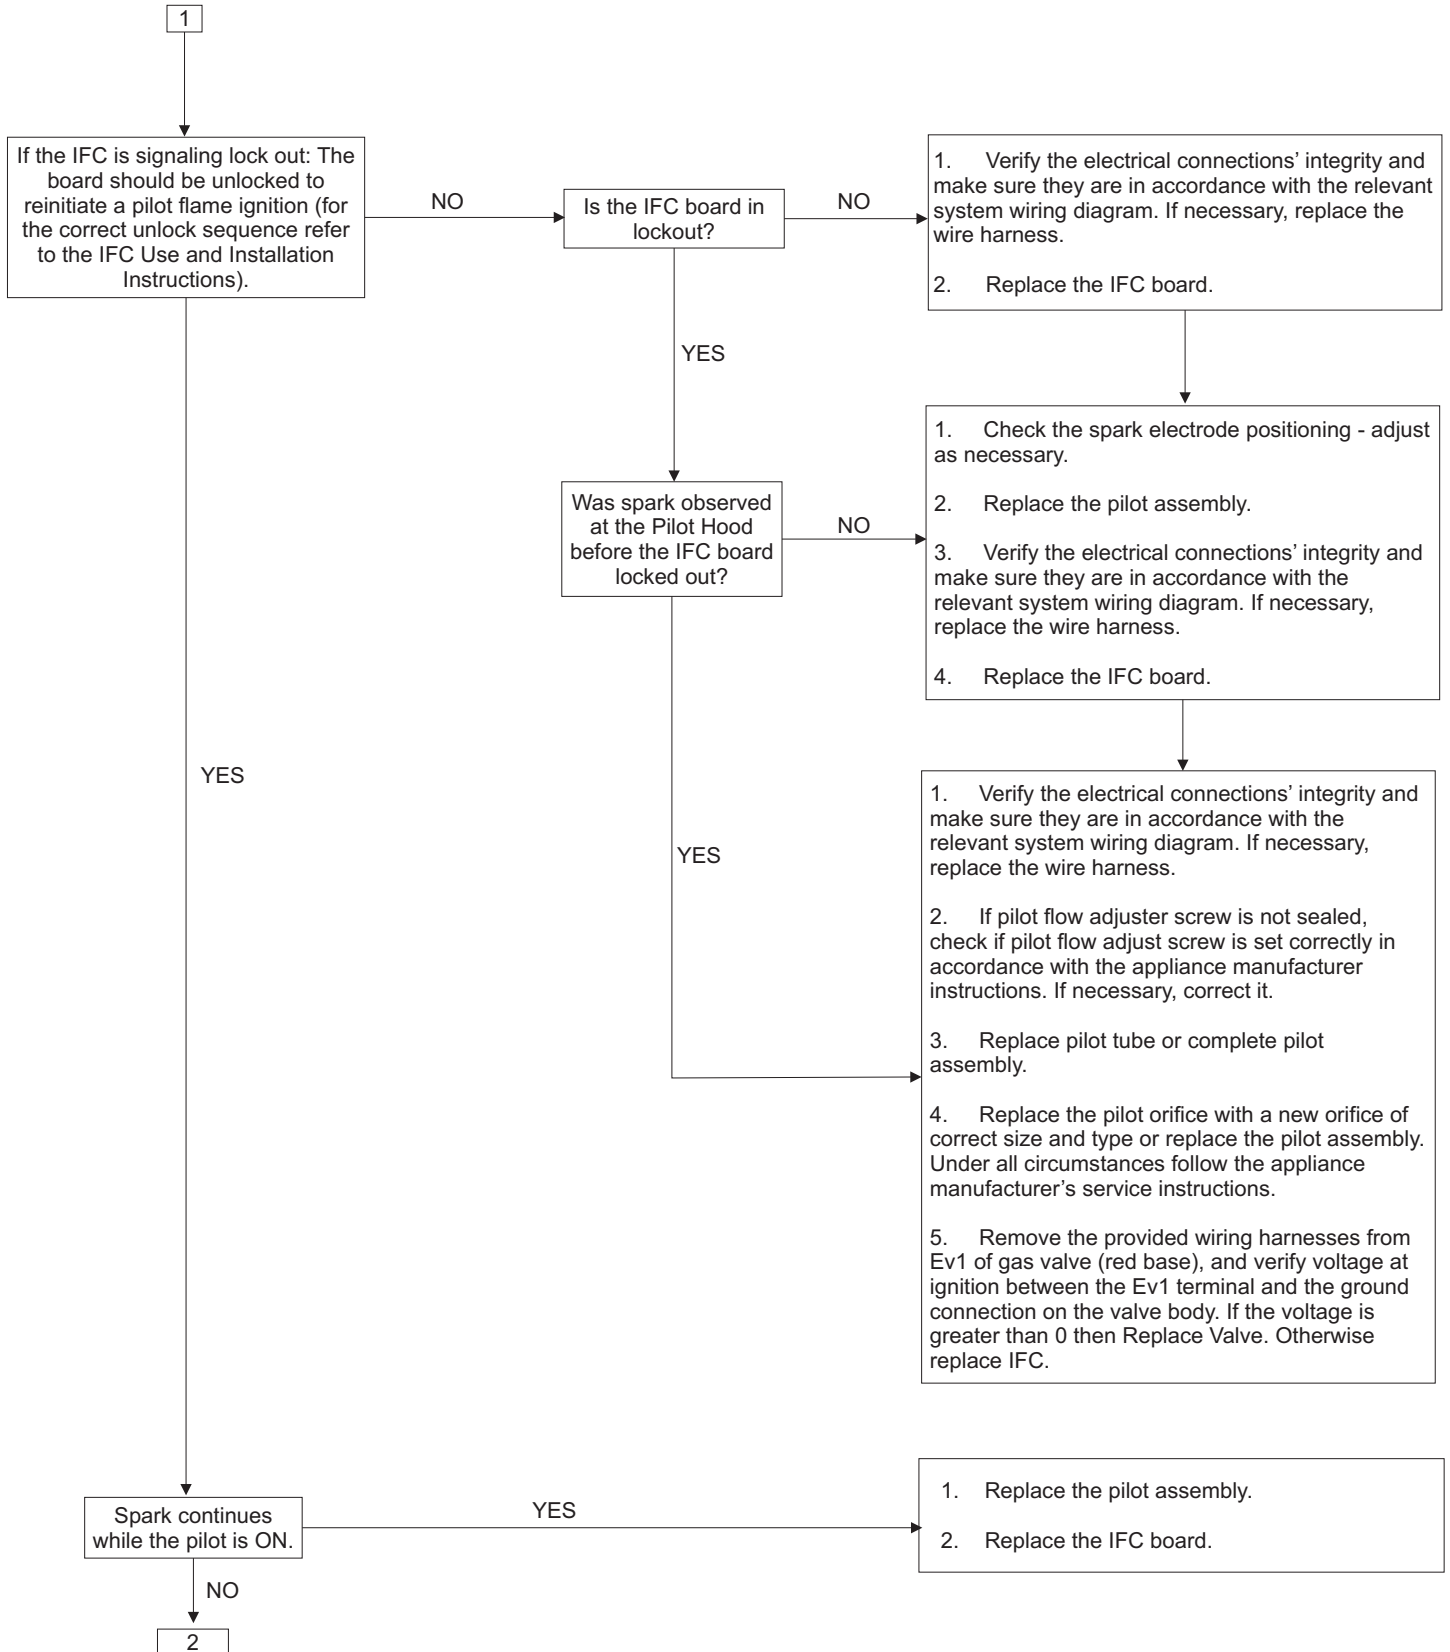 1
If the IFC is signaling lock out: The
board should be unlocked to
reinitiate a pilot flame ignition (for
the correct unlock sequence refer
to the IFC Use and Installation
Instructions).
NO
Is the IFC board in
lockout?
NO
1. Verify the electrical connections’ integrity and
make sure they are in accordance with the relevant
system wiring diagram. If necessary, replace the
wire harness.
2. Replace the IFC board.
YES
Was spark observed
at the Pilot Hood
before the IFC board
locked out?
NO
1. Check the spark electrode positioning - adjust
as necessary.
2. Replace the pilot assembly.
3. Verify the electrical connections’ integrity and
make sure they are in accordance with the
relevant system wiring diagram. If necessary,
replace the wire harness.
4. Replace the IFC board.
YES
YES
1. Verify the electrical connections’ integrity and
make sure they are in accordance with the
relevant system wiring diagram. If necessary,
replace the wire harness.
2. If pilot flow adjuster screw is not sealed,
check if pilot flow adjust screw is set correctly in
accordance with the appliance manufacturer
instructions. If necessary, correct it.
3. Replace pilot tube or complete pilot
assembly.
4. Replace the pilot orifice with a new orifice of
correct size and type or replace the pilot assembly.
Under all circumstances follow the appliance
manufacturer’s service instructions.
5. Remove the provided wiring harnesses from
Ev1 of gas valve (red base), and verify voltage at
ignition between the Ev1 terminal and the ground
connection on the valve body. If the voltage is
greater than 0 then Replace Valve. Otherwise
replace IFC.
Spark continues
while the pilot is ON.
YES
1. Replace the pilot assembly.
2. Replace the IFC board.
NO
2